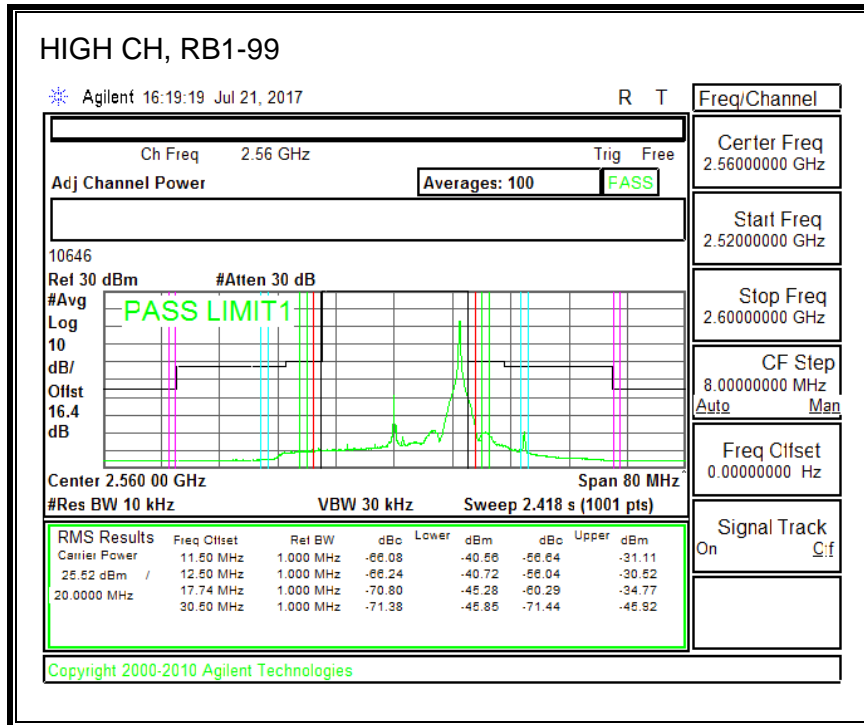 HIGH CH, RB1-99
Agilent 16:19:19 Jul 21, 2017 R T
Freq/Channel
Ch Freq 2.56 GHz Trig Free
Adj Channel Power Averages: 100 PASS
10646
Ref 30 dBm #Atten 30 dB
#Avg
Log
10
dB/
Offst
16.4
dB
PASS LIMIT1
Center 2.560 00 GHz Span 80 MHz
#Res BW 10 kHz VBW 30 kHz Sweep 2.418 s (1001 pts)
RMS Results Freq Offset Ref BW dBc Lower dBm dBc Upper dBm
Carrier Power 11.50 MHz 1.000 MHz -66.08 -40.56 -56.64 -31.11
25.52 dBm / 12.50 MHz 1.000 MHz -66.24 -40.72 -56.04 -30.52
20.0000 MHz 17.74 MHz 1.000 MHz -70.80 -45.28 -60.29 -34.77
30.50 MHz 1.000 MHz -71.38 -45.85 -71.44 -45.92
Copyright 2000-2010 Agilent Technologies
Center Freq
2.56000000 GHz
Start Freq
2.52000000 GHz
Stop Freq
2.60000000 GHz
CF Step
8.00000000 MHz
Auto Man
Freq Offset
0.00000000 Hz
Signal Track
On Off